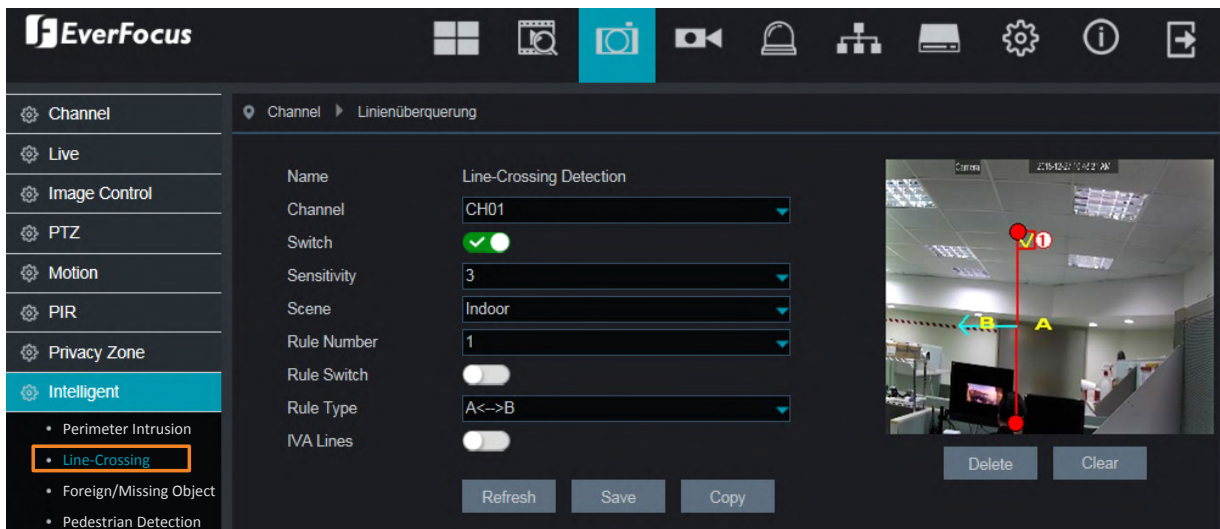 EverFocus
Channel
Live
Image Control
PTZ
Motion
PIR
Privacy Zone
Intelligent
• Perimeter Intrusion
• Line-Crossing
• Foreign/Missing Object
• Pedestrian Detection
Channel Linienüberquerung
Name Line-Crossing Detection
Channel CH01
Switch
Sensitivity 3
Scene Indoor
Rule Number 1
Rule Switch
Rule Type A<-->B
IVA Lines
Refresh Save Copy
Camera
1
B A
Delete Clear